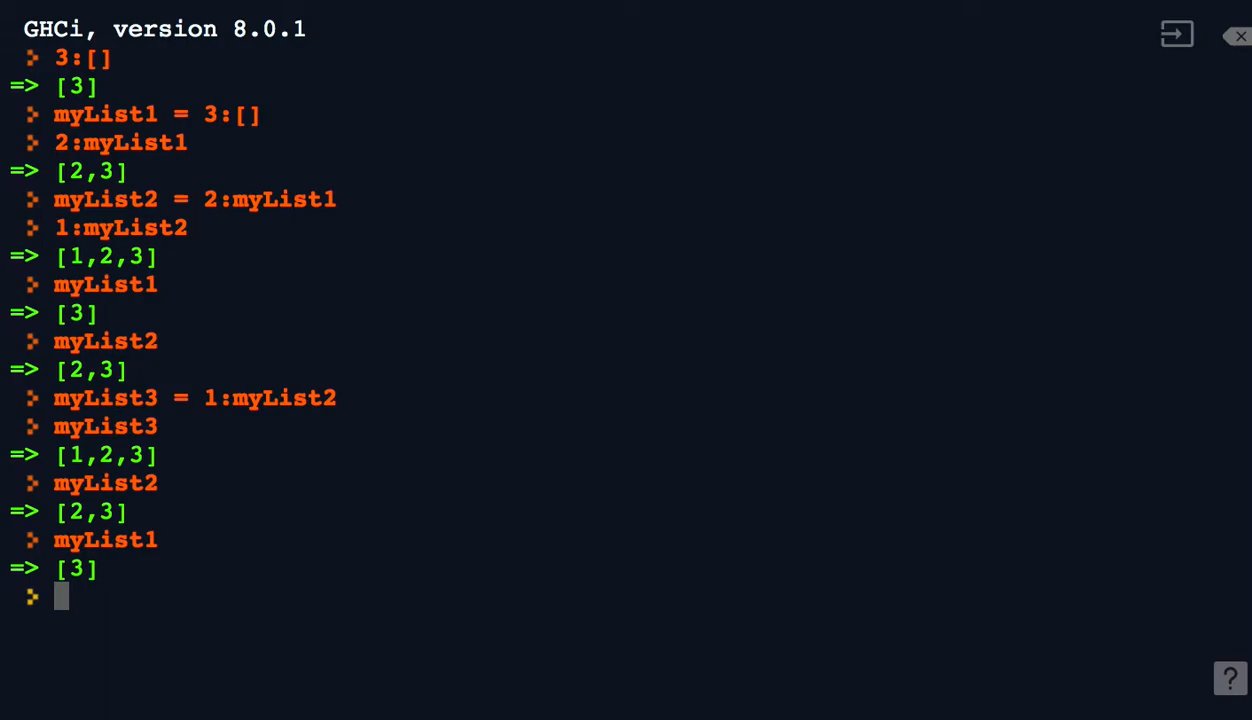 GHCi, version 8.0.1
> 3:[]
=> [3]
> myList1 = 3:[]
> 2:myList1
=> [2,3]
> myList2 = 2:myList1
> 1:myList2
=> [1,2,3]
> myList1
=> [3]
> myList2
=> [2,3]
> myList3 = 1:myList2
> myList3
=> [1,2,3]
> myList2
=> [2,3]
> myList1
=> [3]
>
?